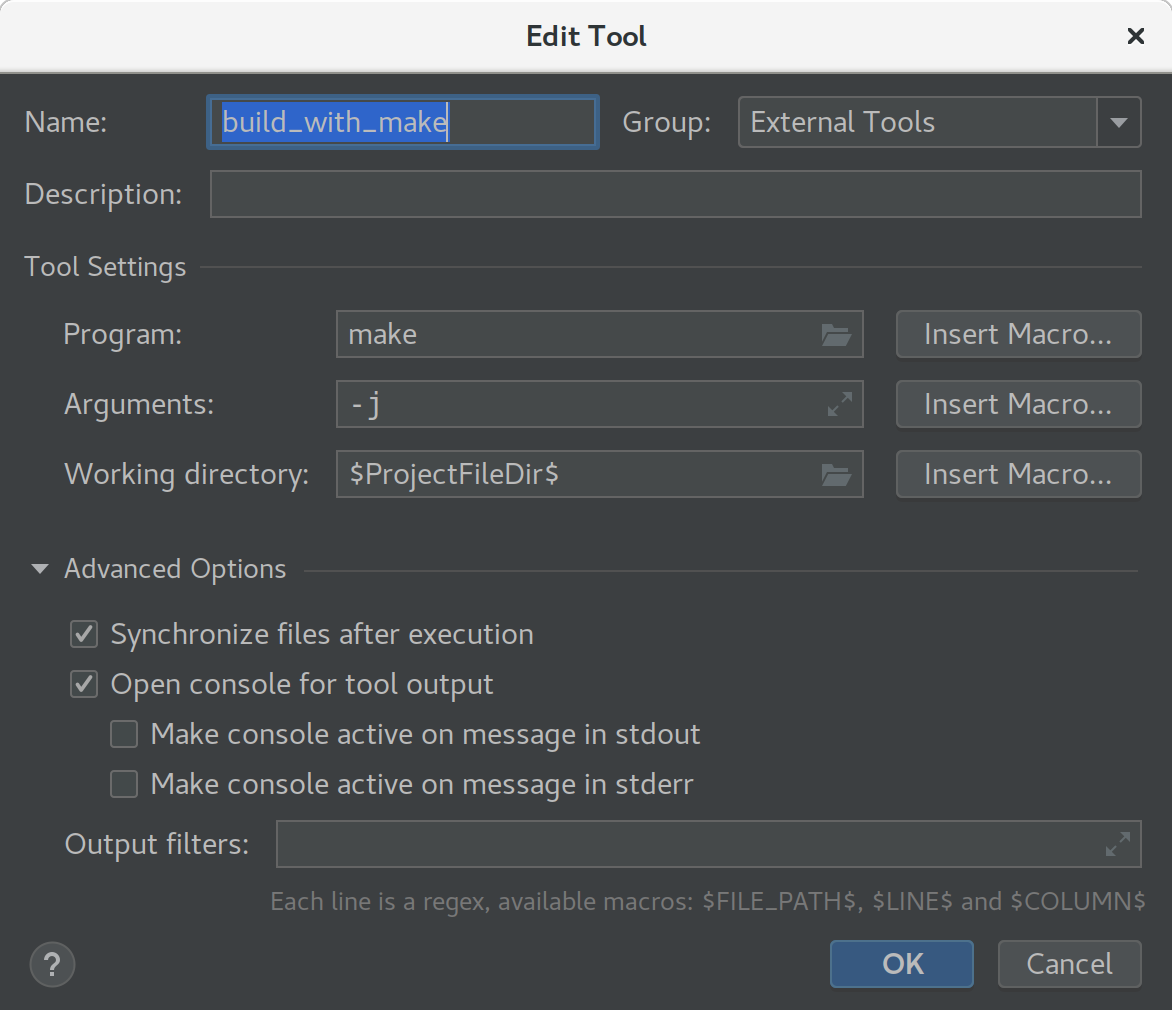 Edit Tool
Name: build_with_make Group: External Tools
Description:
Tool Settings
Program: make Insert Macro...
Arguments: -j Insert Macro...
Working directory: $ProjectFileDir$ Insert Macro...
Advanced Options
Synchronize files after execution
Open console for tool output
Make console active on message in stdout
Make console active on message in stderr
Output filters:
Each line is a regex, available macros: $FILE_PATH$, $LINE$ and $COLUMN$
? OK Cancel